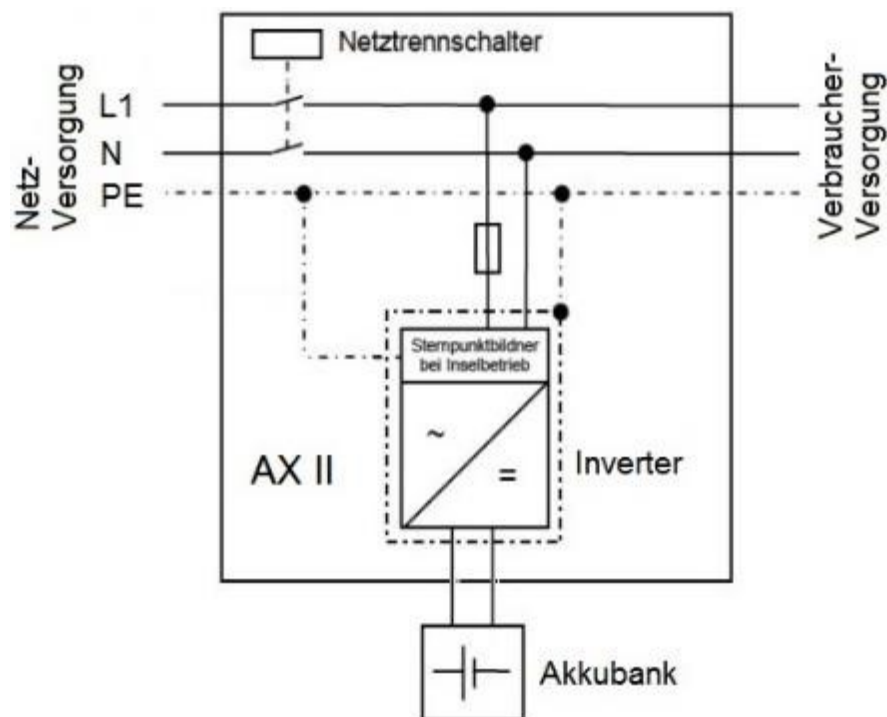 Netztrennschalter
Netz-
Versorgung
L1
N
PE
Verbraucher-
Versorgung
Sternpunktbildner
bei Inselbetrieb
~
=
AX II
Inverter
Akkubank